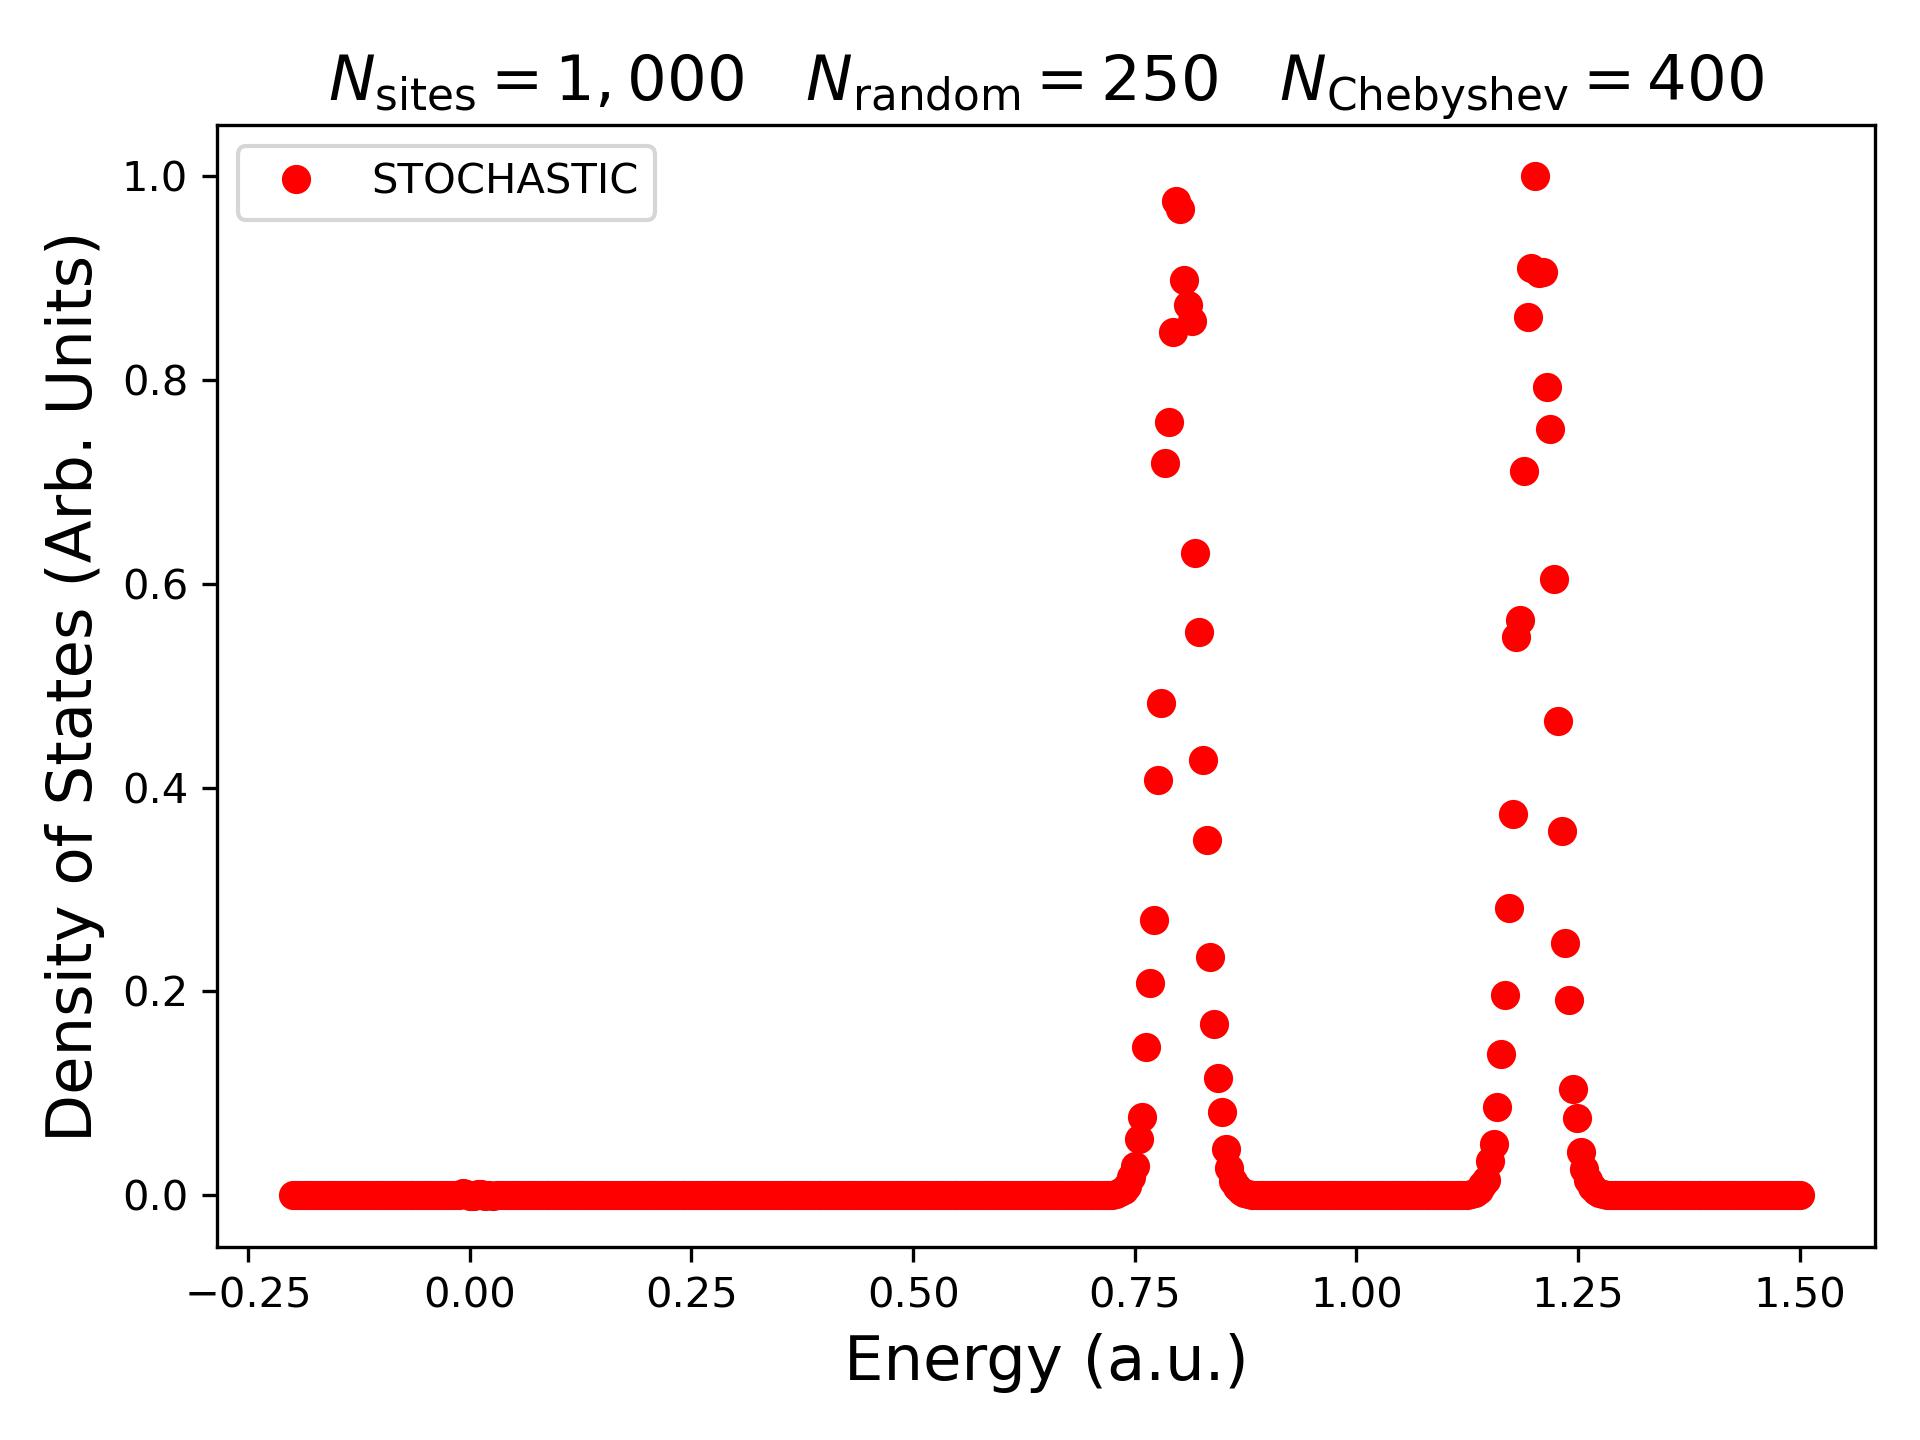 N_sites = 1,000 N_random = 250 N_Chebyshev = 400
STOCHASTIC
Density of States (Arb. Units)
1.0
0.8
0.6
0.4
0.2
0.0
−0.25 0.00 0.25 0.50 0.75 1.00 1.25 1.50
Energy (a.u.)